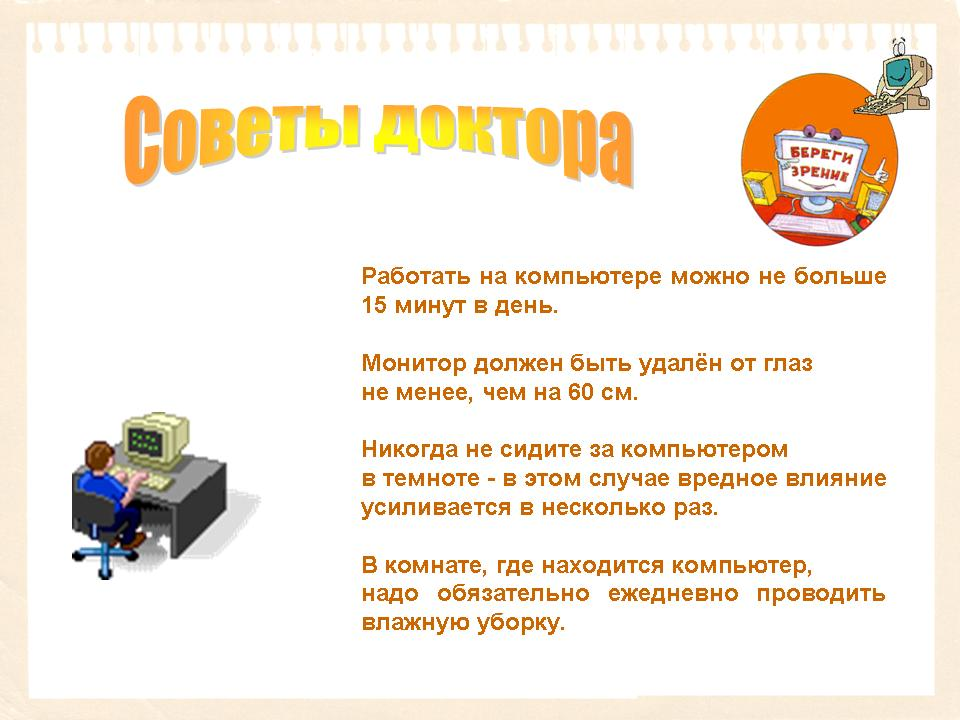 Советы доктора
БЕРЕГИ
ЗРЕНИЕ
Работать на компьютере можно не больше
15 минут в день.
Монитор должен быть удалён от глаз
не менее, чем на 60 см.
Никогда не сидите за компьютером
в темноте - в этом случае вредное влияние
усиливается в несколько раз.
В комнате, где находится компьютер,
надо обязательно ежедневно проводить
влажную уборку.